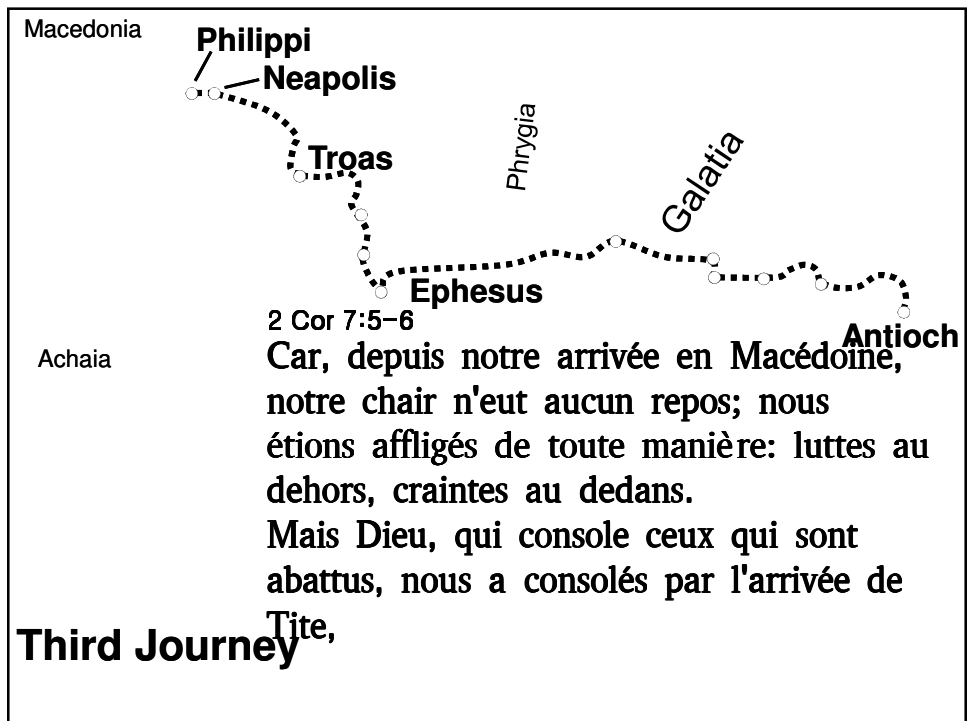 Macedonia
Philippi
Neapolis
Phrygia
Troas
Galatia
Ephesus
2 Cor 7:5-6
Antioch
Achaia
Car, depuis notre arrivée en Macédoine,
notre chair n'eut aucun repos; nous
étions affligés de toute manière: luttes au
dehors, craintes au dedans.
Mais Dieu, qui console ceux qui sont
abattus, nous a consolés par l'arrivée de
Tite,
Third Journey